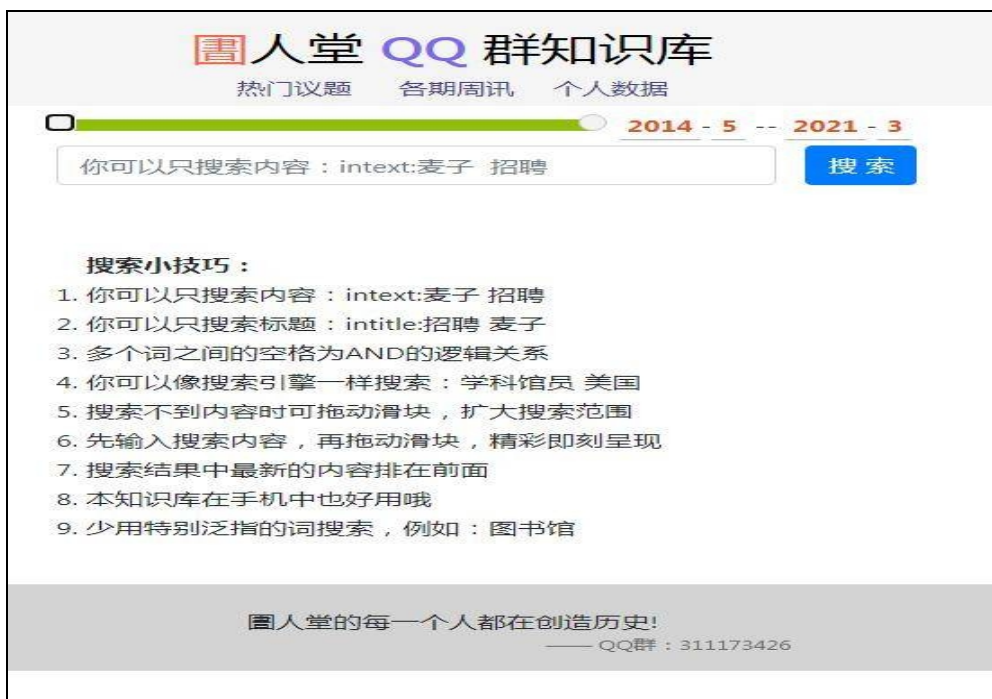 圕人堂 QQ 群知识库
热门议题 各期周讯 个人数据
2014 - 5 -- 2021 - 3
你可以只搜索内容：intext:麦子 招聘
搜 索
搜索小技巧：
1. 你可以只搜索内容：intext:麦子 招聘
2. 你可以只搜索标题：intitle:招聘 麦子
3. 多个词之间的空格为AND的逻辑关系
4. 你可以像搜索引擎一样搜索：学科馆员 美国
5. 搜索不到内容时可拖动滑块，扩大搜索范围
6. 先输入搜索内容，再拖动滑块，精彩即刻呈现
7. 搜索结果中最新的内容排在前面
8. 本知识库在手机中也好用哦
9. 少用特别泛指的词搜索，例如：图书馆
圕人堂的每一个人都在创造历史!
—— QQ群：311173426